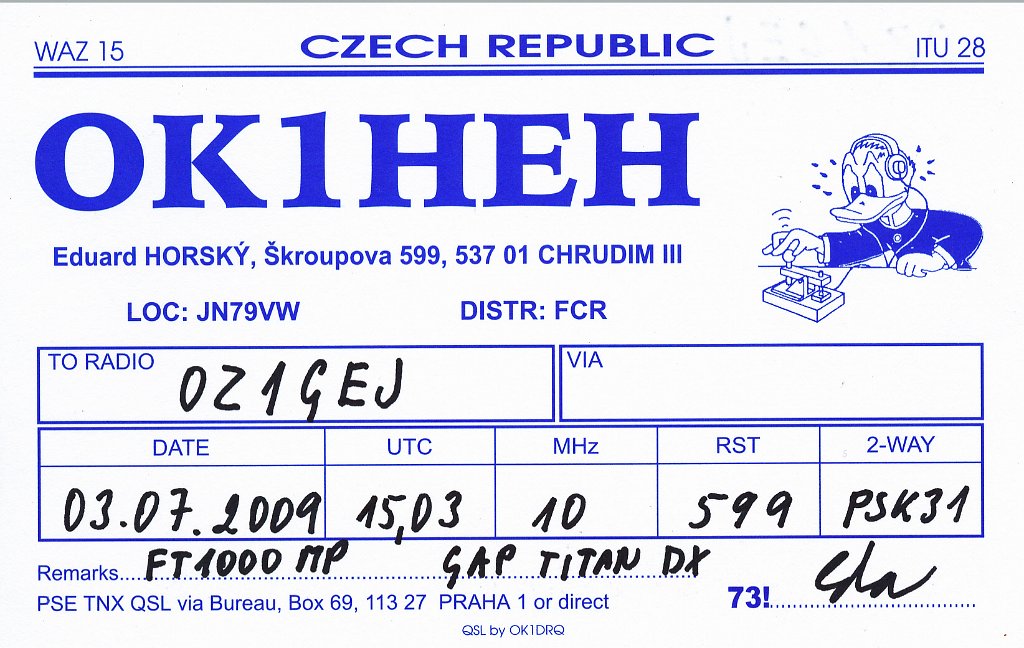 WAZ 15 CZECH REPUBLIC ITU 28
OK1HEH
Eduard HORSKÝ, Škroupova 599, 537 01 CHRUDIM III
LOC: JN79VW DISTR: FCR
TO RADIO OZ1GEJ VIA
DATE UTC MHz RST 2-WAY
03.07.2009 15,03 10 599 PSK31
Remarks FT1000 MP GAP TITAN DX
PSE TNX QSL via Bureau, Box 69, 113 27 PRAHA 1 or direct 73!
QSL by OK1DRQ